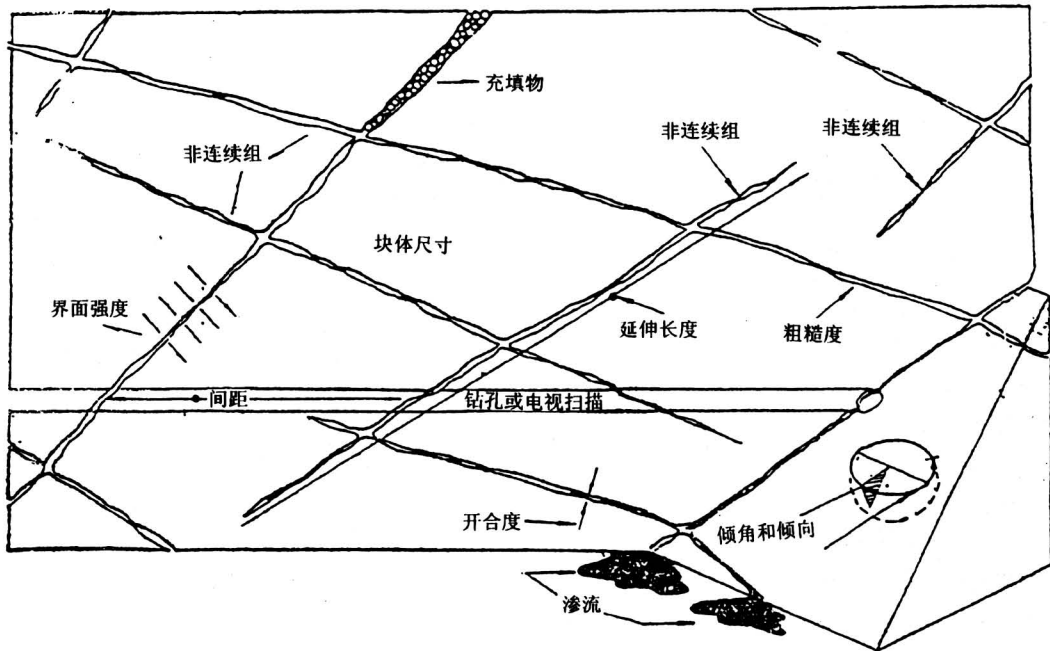 充填物
非连续组
非连续组
非连续组
块体尺寸
界面强度
延伸长度
粗糙度
间距
钻孔或电视扫描
开合度
倾角和倾向
渗流